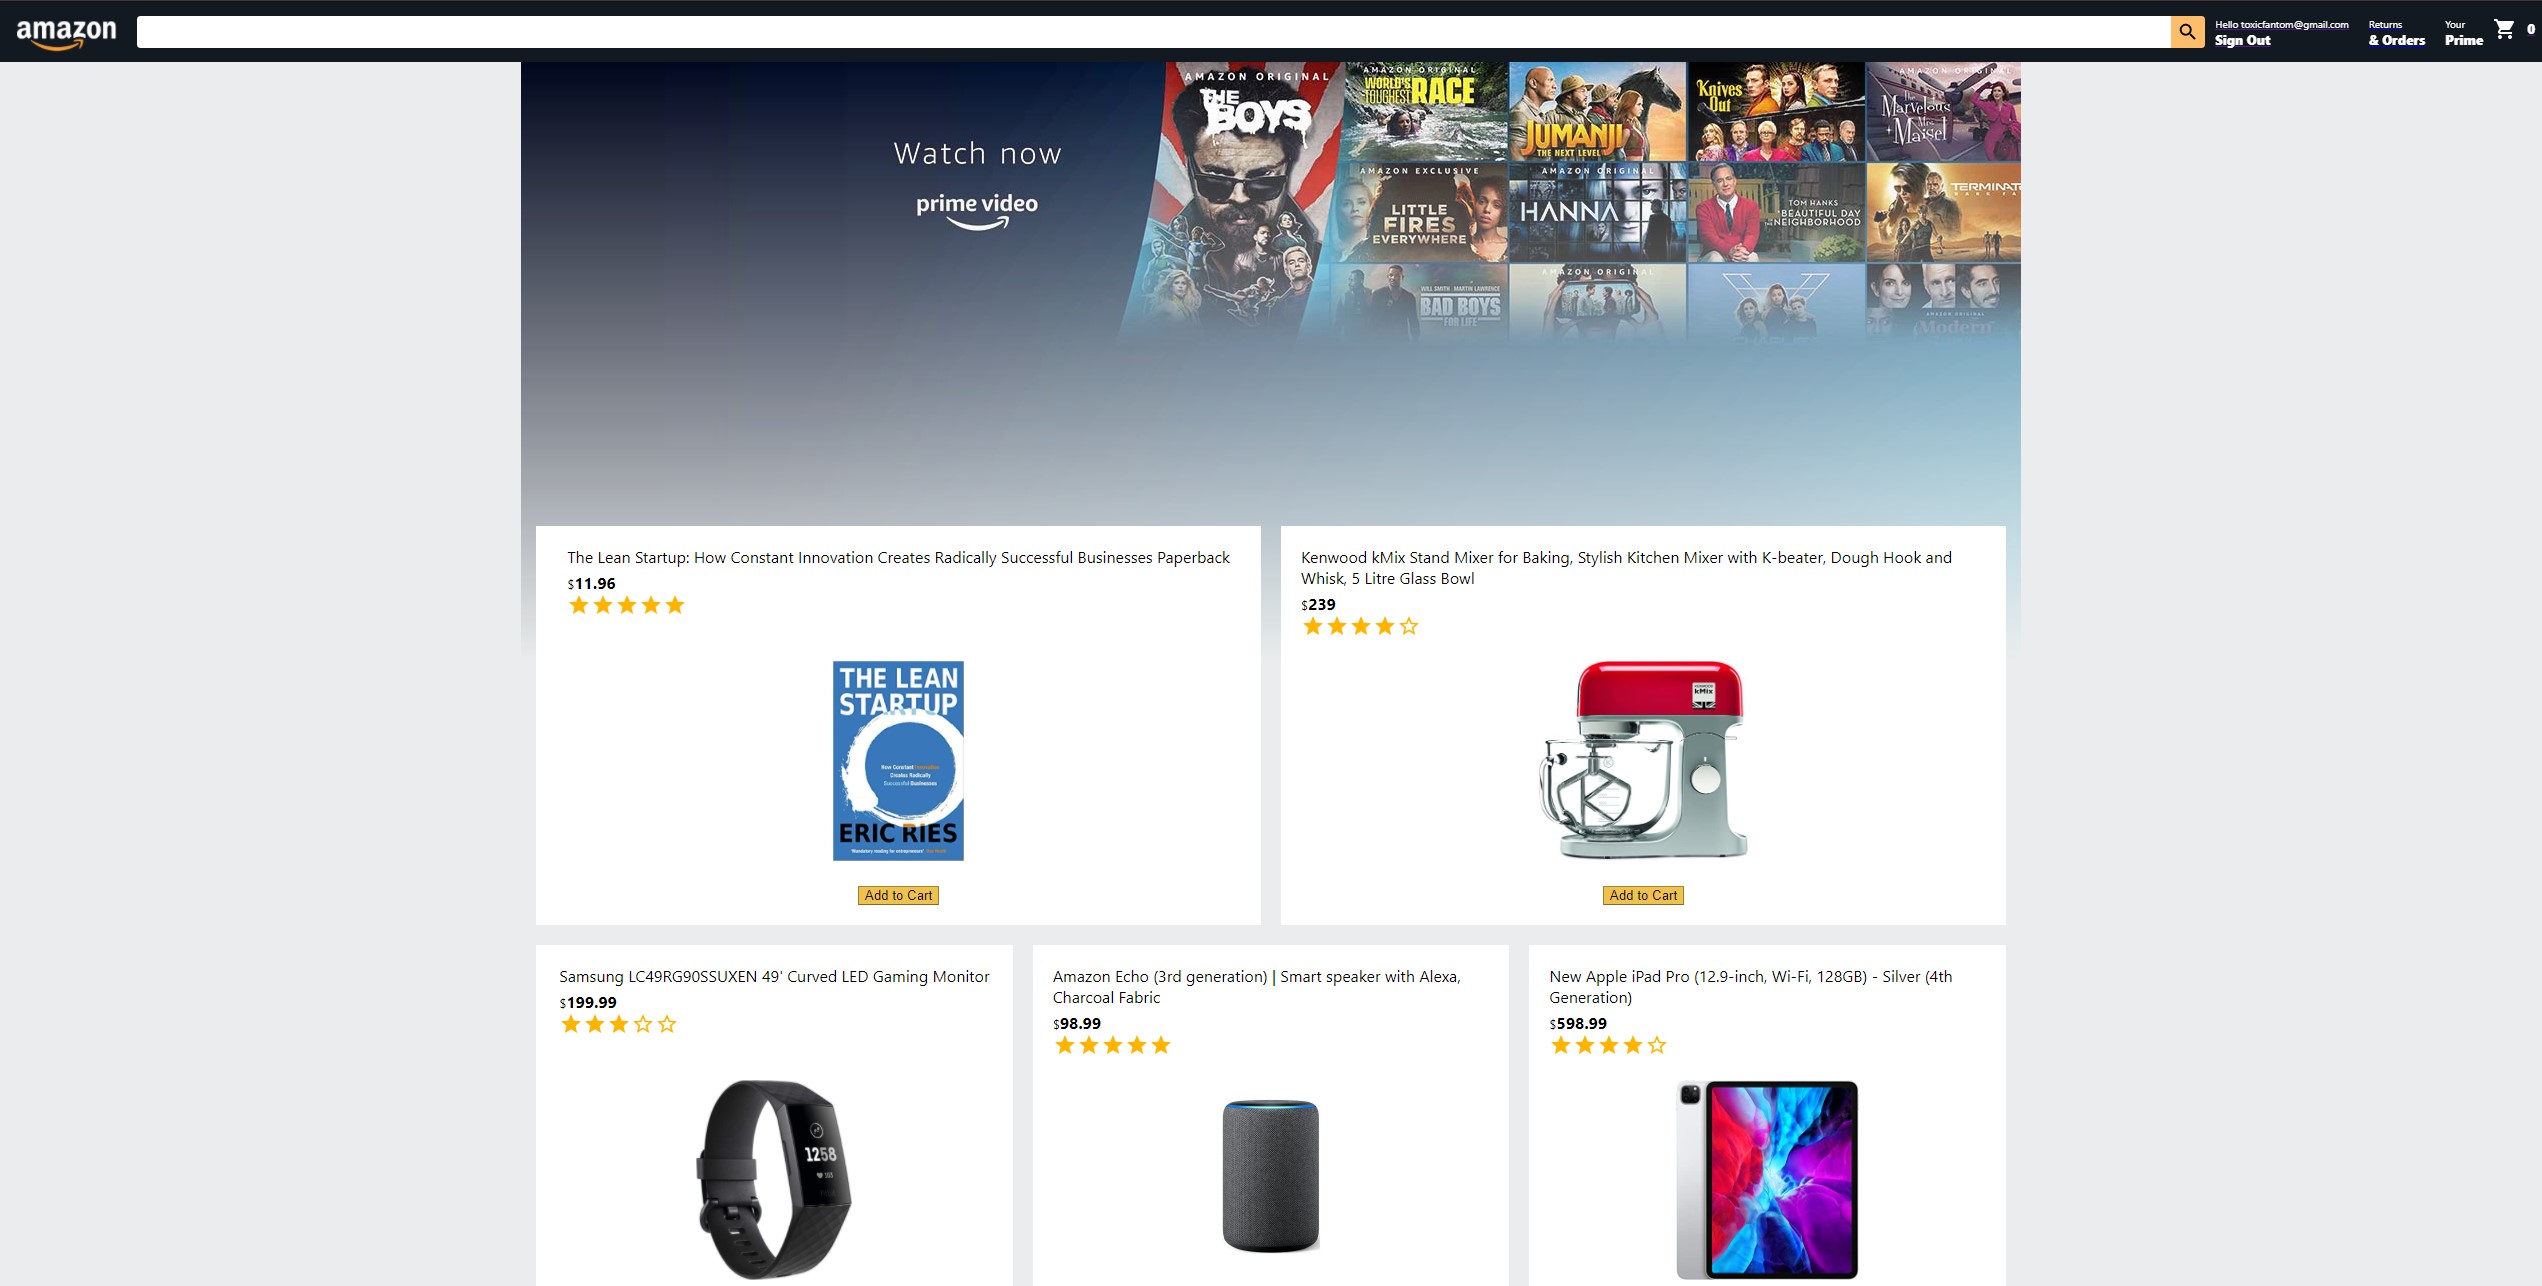 amazon
Hello toxicfantom@gmail.com
Sign Out
Returns
& Orders
Your
Prime
0
Watch now
prime video
AMAZON ORIGINAL
THE BOYS
AMAZON ORIGINAL
WORLD'S TOUGHEST RACE
JUMANJI
THE NEXT LEVEL
Knives Out
AMAZON ORIGINAL
The Marvelous Mrs. Maisel
AMAZON EXCLUSIVE
LITTLE FIRES EVERYWHERE
AMAZON ORIGINAL
HANNA
TOM HANKS
A BEAUTIFUL DAY IN THE NEIGHBORHOOD
TERMINAT
WILL SMITH MARTIN LAWRENCE
BAD BOYS
FOR LIFE
AMAZON ORIGINAL
AMAZON ORIGINAL
Modern
The Lean Startup: How Constant Innovation Creates Radically Successful Businesses Paperback
$11.96
THE LEAN
STARTUP
How Constant Innovation
Creates Radically
Successful Businesses
ERIC RIES
'Mandatory reading for entrepreneurs'
Add to Cart
Kenwood kMix Stand Mixer for Baking, Stylish Kitchen Mixer with K-beater, Dough Hook and
Whisk, 5 Litre Glass Bowl
$239
KENWOOD
kMix
Add to Cart
Samsung LC49RG90SSUXEN 49' Curved LED Gaming Monitor
$199.99
1258
Amazon Echo (3rd generation) | Smart speaker with Alexa,
Charcoal Fabric
$98.99
New Apple iPad Pro (12.9-inch, Wi-Fi, 128GB) - Silver (4th
Generation)
$598.99